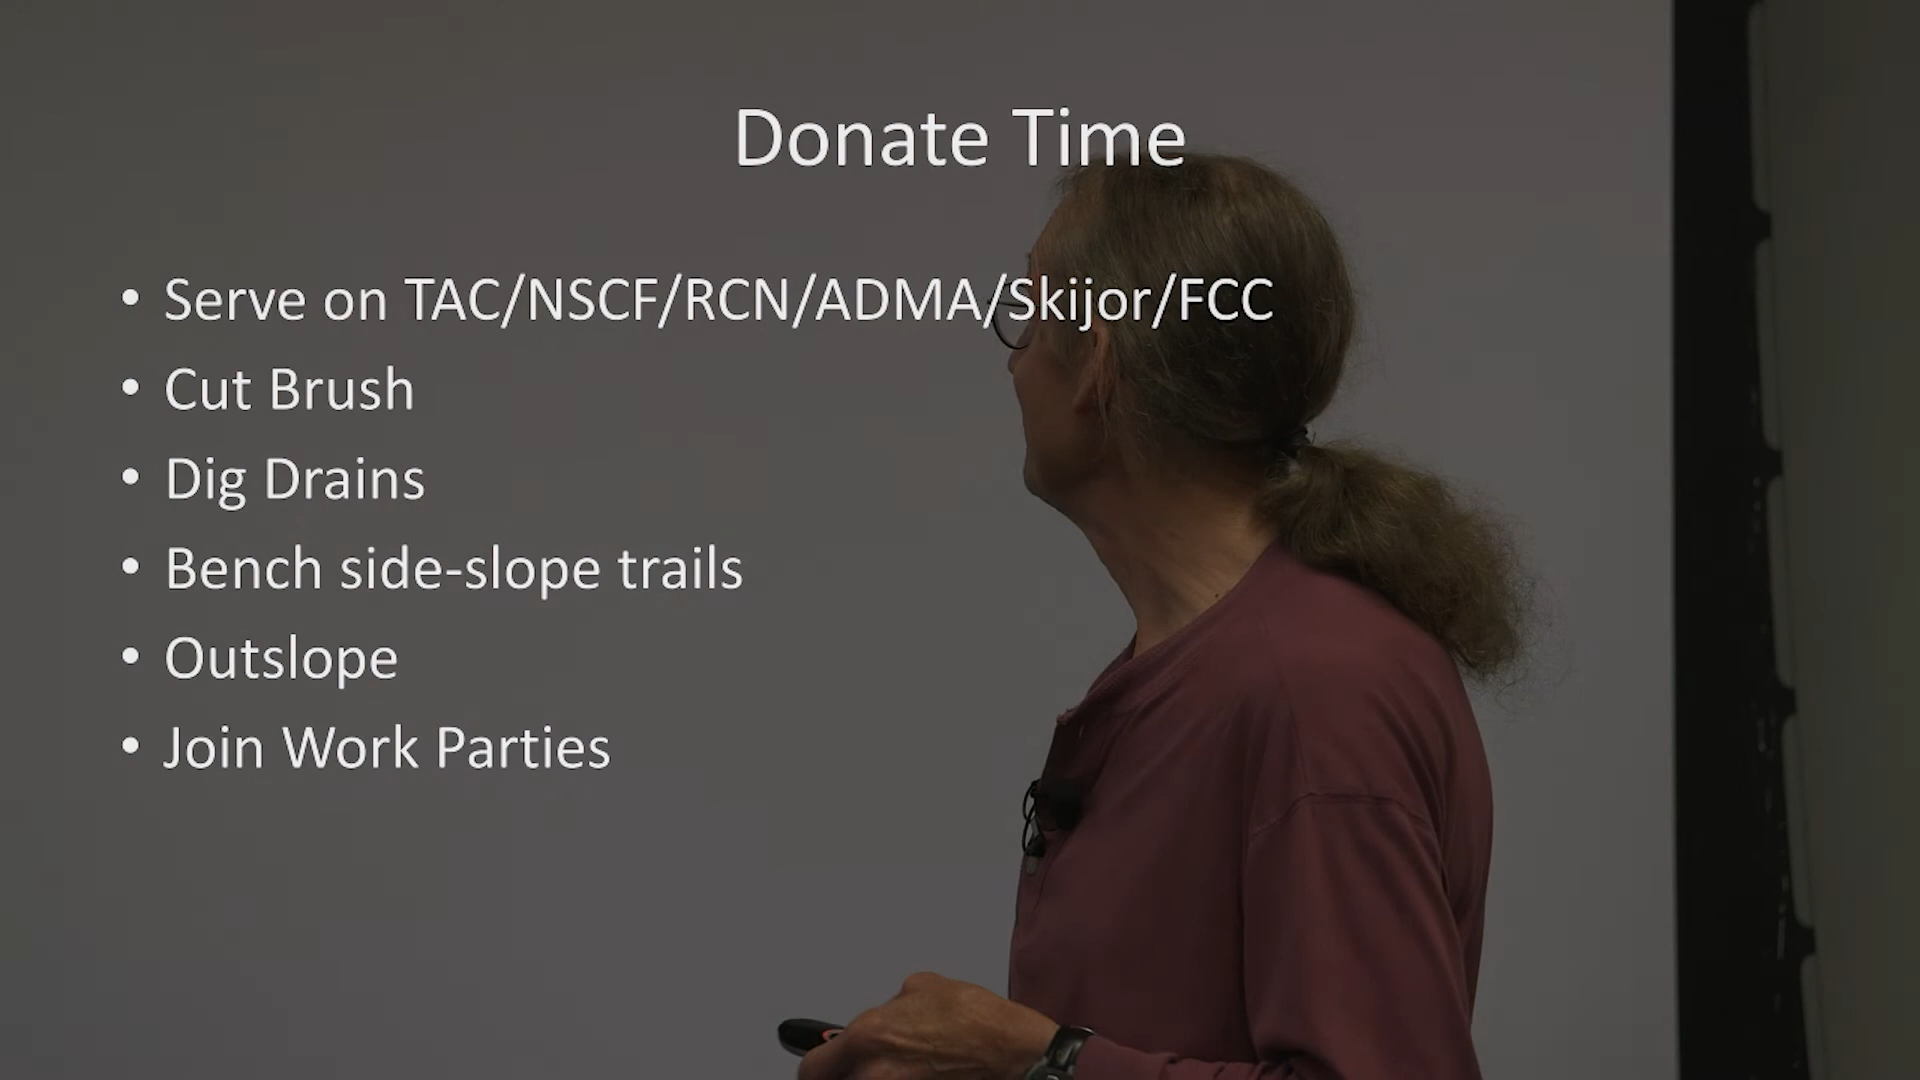 Donate Time
• Serve on TAC/NSCF/RCN/ADMA/Skijor/FCC
• Cut Brush
• Dig Drains
• Bench side-slope trails
• Outslope
• Join Work Parties